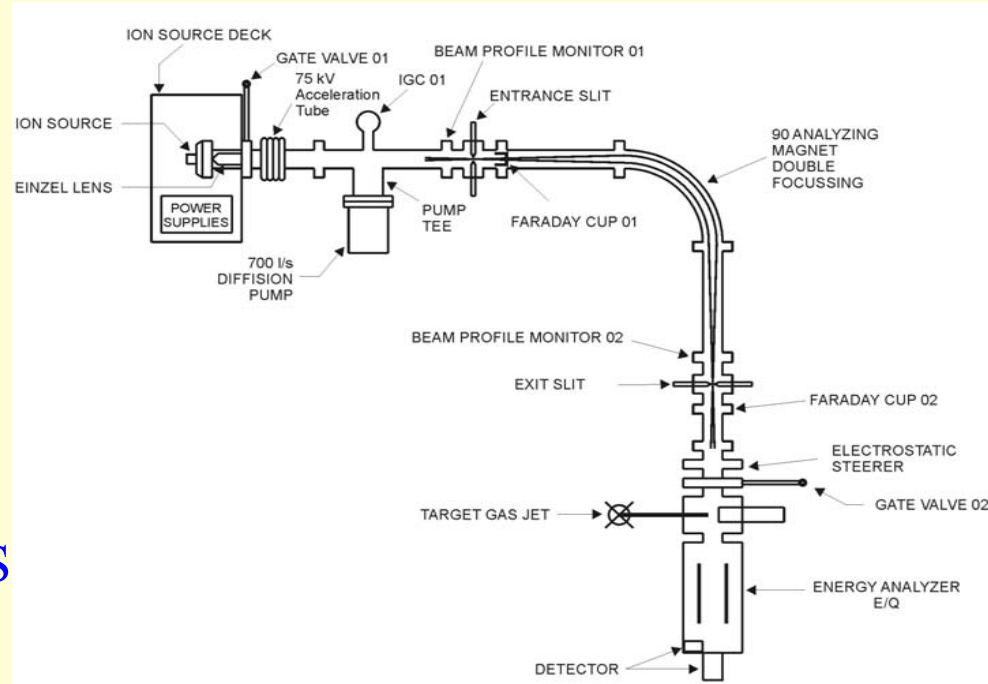 ION SOURCE DECK
GATE VALVE 01
75 kV
Acceleration
Tube
IGC 01
BEAM PROFILE MONITOR 01
ENTRANCE SLIT
ION SOURCE
EINZEL LENS
POWER
SUPPLIES
90 ANALYZING
MAGNET
DOUBLE
FOCUSSING
PUMP
TEE
FARADAY CUP 01
700 l/s
DIFFISION
PUMP
BEAM PROFILE MONITOR 02
EXIT SLIT
FARADAY CUP 02
ELECTROSTATIC
STEERER
GATE VALVE 02
TARGET GAS JET
S
ENERGY ANALYZER
E/Q
DETECTOR